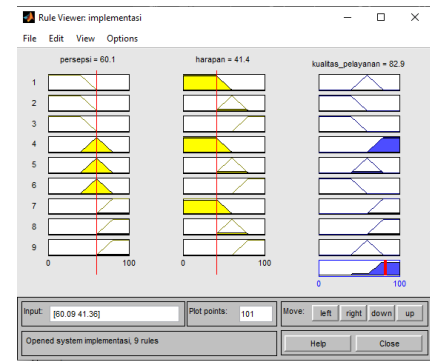 Rule Viewer: implementasi
File Edit View Options
persepsi = 60.1
harapan = 41.4
kualitas_pelayanan = 82.9
1
2
3
4
5
6
7
8
9
0 100
0 100
0 100
Input: [60.09 41.36]
Plot points: 101
Move: left right down up
Opened system implementasi, 9 rules
Help Close